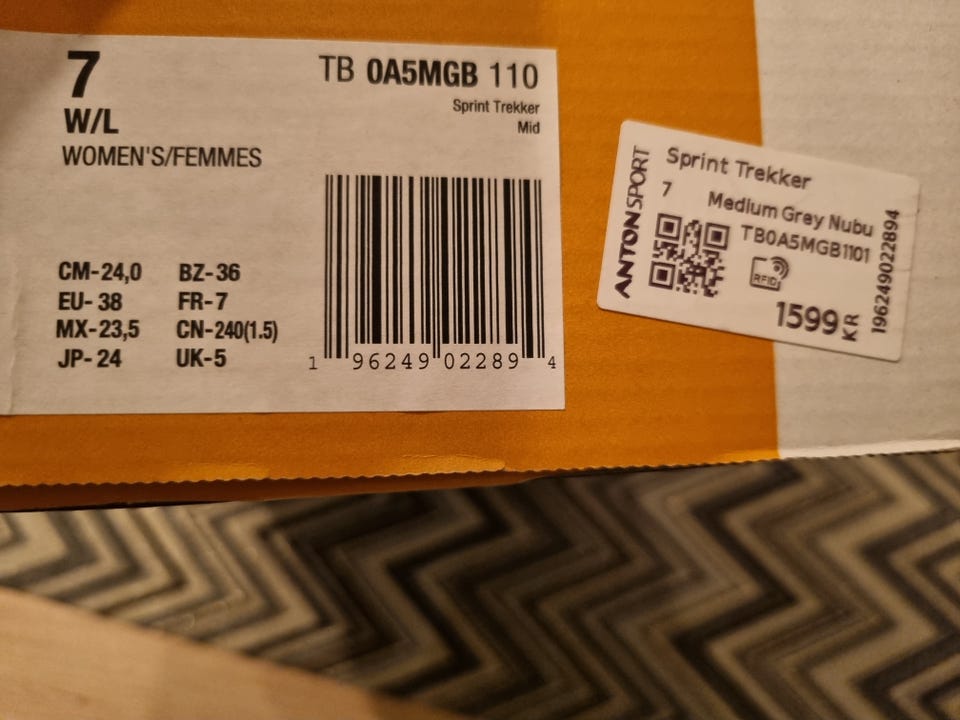 7
W/L
WOMEN'S/FEMMES
TB 0A5MGB 110
Sprint Trekker
Mid
CM-24,0 BZ-36
EU- 38 FR-7
MX-23,5 CN-240(1.5)
JP- 24 UK-5
1 96249 02289 4
ANTON SPORT
Sprint Trekker
7 Medium Grey Nubu
TB0A5MGB1101
RFID
1599 KR
196249022894